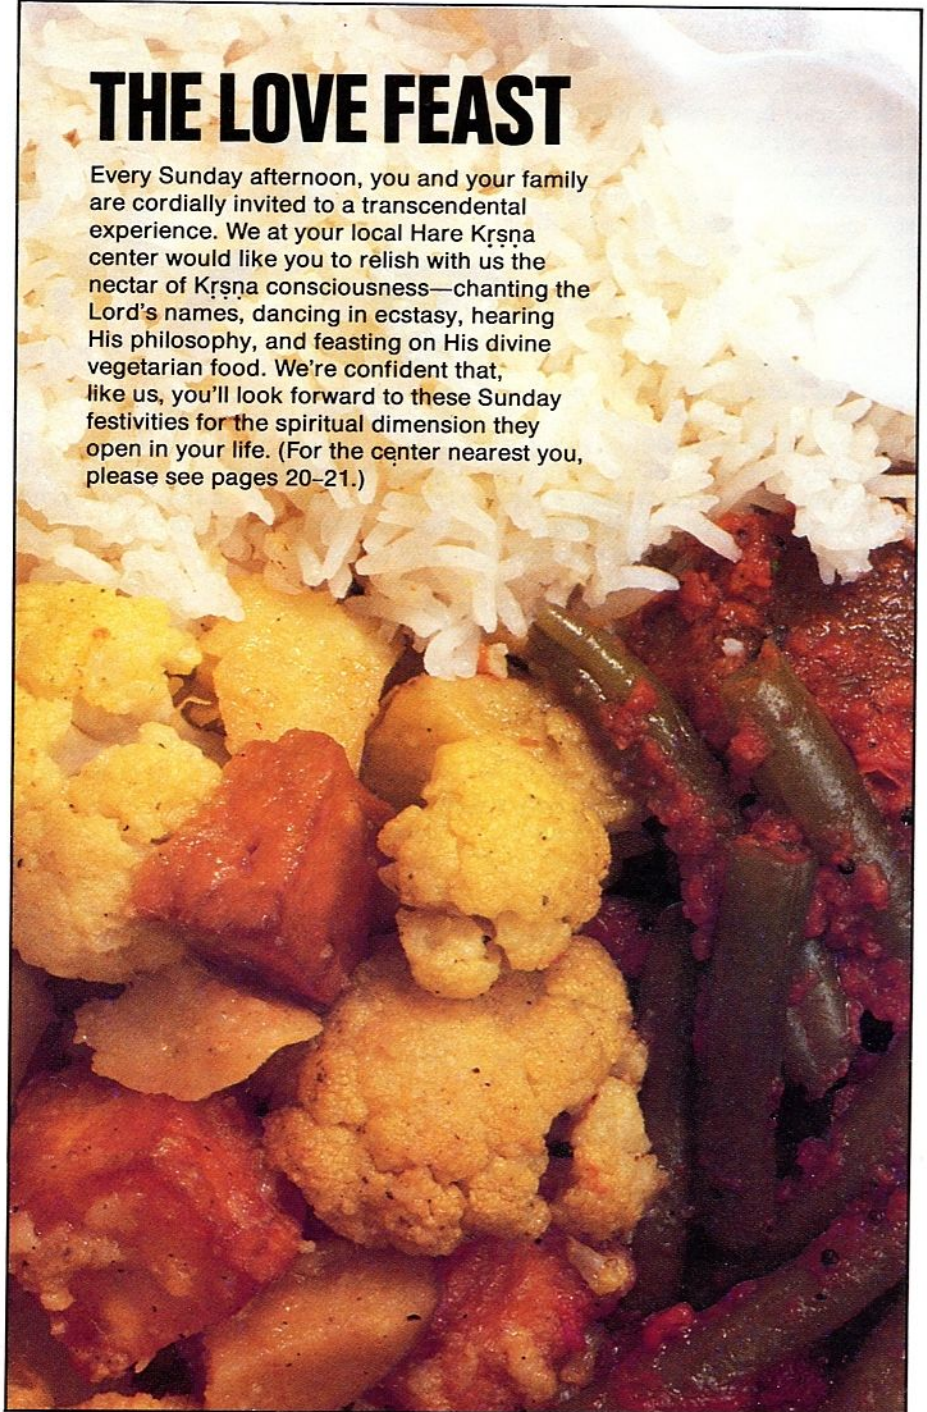 THE LOVE FEAST
Every Sunday afternoon, you and your family
are cordially invited to a transcendental
experience. We at your local Hare Kṛṣṇa
center would like you to relish with us the
nectar of Kṛṣṇa consciousness—chanting the
Lord's names, dancing in ecstasy, hearing
His philosophy, and feasting on His divine
vegetarian food. We're confident that,
like us, you'll look forward to these Sunday
festivities for the spiritual dimension they
open in your life. (For the center nearest you,
please see pages 20–21.)